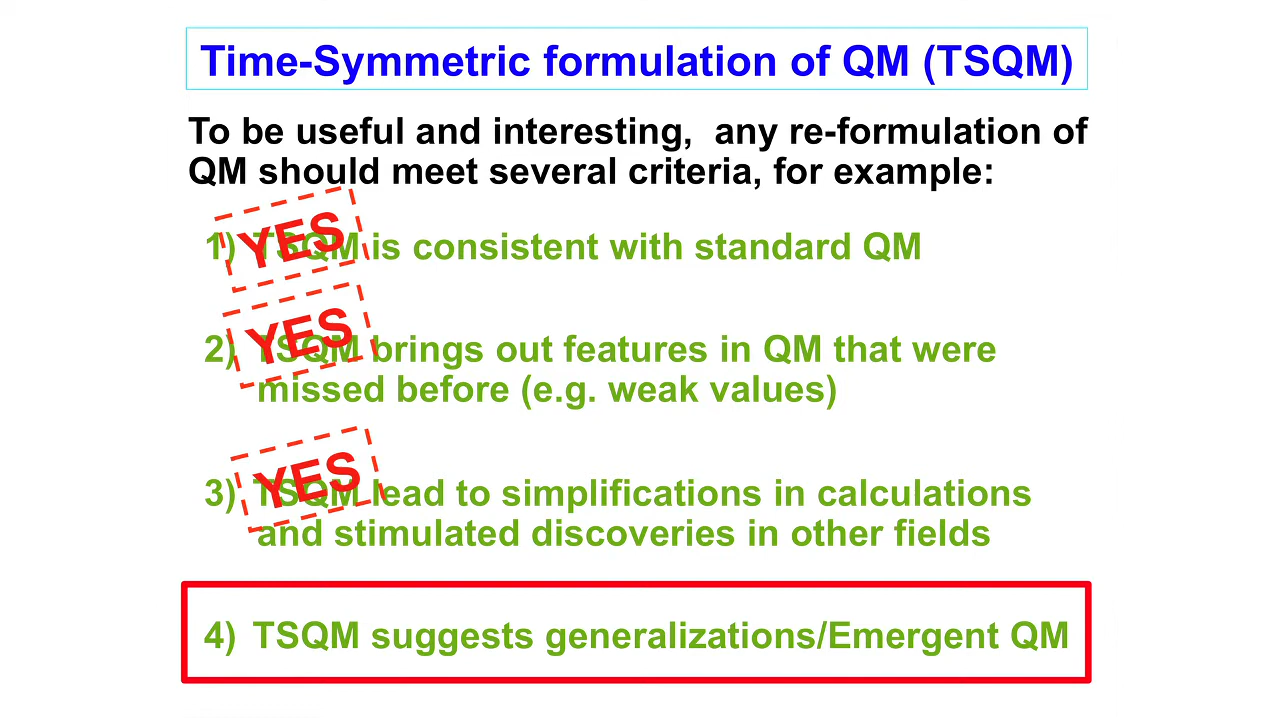 Time-Symmetric formulation of QM (TSQM)
To be useful and interesting, any re-formulation of
QM should meet several criteria, for example:
YES
1) TSQM is consistent with standard QM
YES
2) TSQM brings out features in QM that were
missed before (e.g. weak values)
YES
3) TSQM lead to simplifications in calculations
and stimulated discoveries in other fields
4) TSQM suggests generalizations/Emergent QM